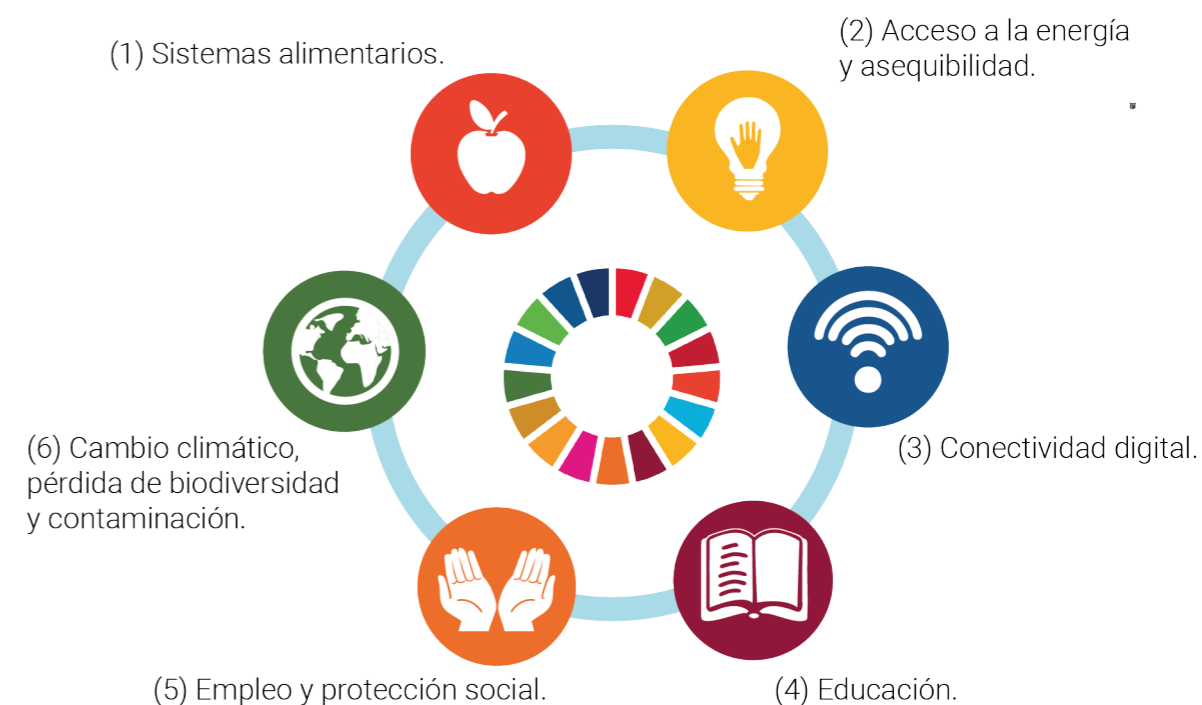 (1) Sistemas alimentarios.
(2) Acceso a la energía
y asequibilidad.
(3) Conectividad digital.
(4) Educación.
(5) Empleo y protección social.
(6) Cambio climático,
pérdida de biodiversidad
y contaminación.